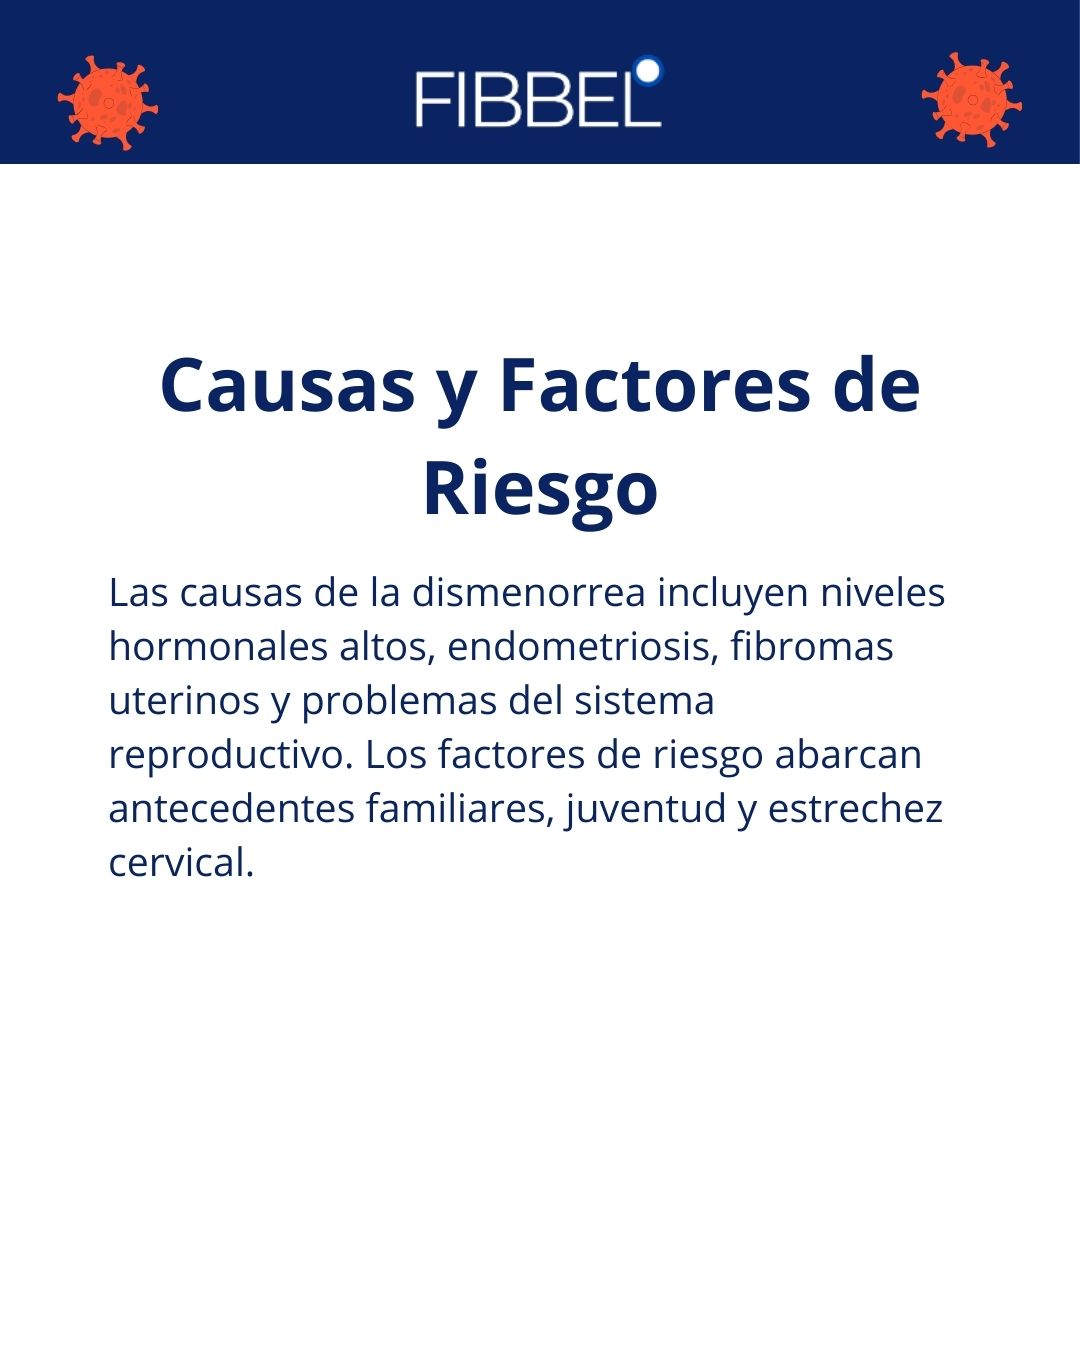 FIBBEL
Causas y Factores de
Riesgo
Las causas de la dismenorrea incluyen niveles
hormonales altos, endometriosis, fibromas
uterinos y problemas del sistema
reproductivo. Los factores de riesgo abarcan
antecedentes familiares, juventud y estrechez
cervical.